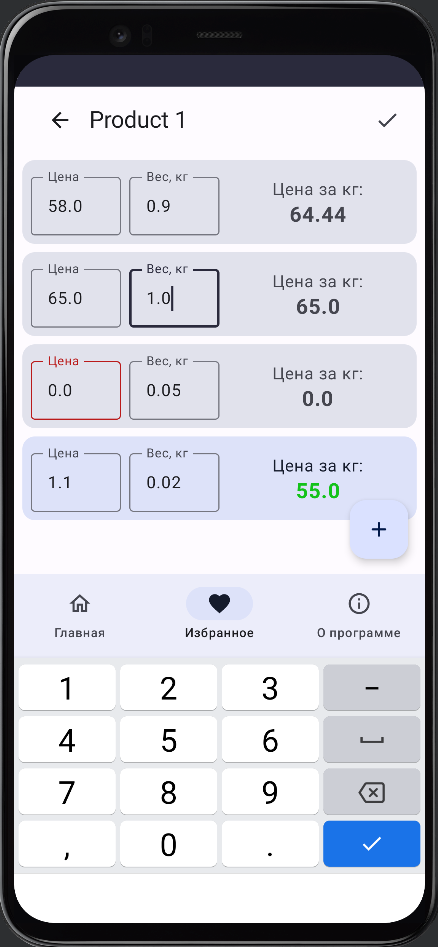 Product 1
Цена
58.0
Вес, кг
0.9
Цена за кг:
64.44
Цена
65.0
Вес, кг
1.0
Цена за кг:
65.0
Цена
0.0
Вес, кг
0.05
Цена за кг:
0.0
Цена
1.1
Вес, кг
0.02
Цена за кг:
55.0
+
Главная
Избранное
О программе
1 2 3 –
4 5 6
7 8 9
, 0 .